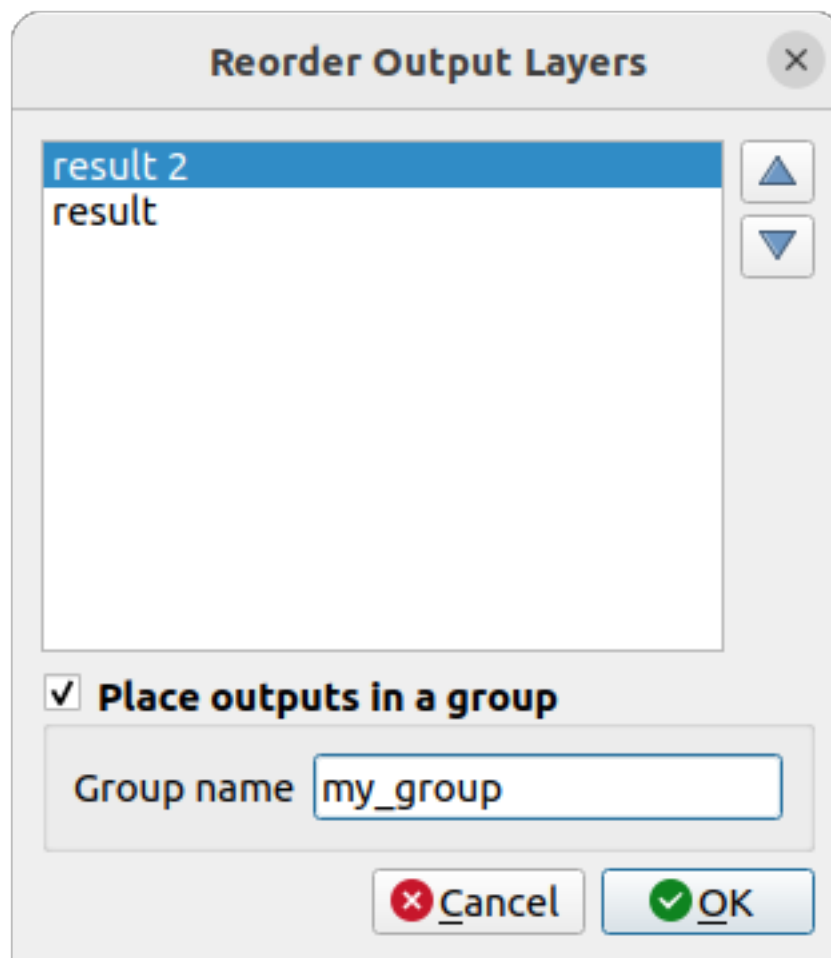 Reorder Output Layers
result 2
result
Place outputs in a group
Group name my_group
Cancel OK